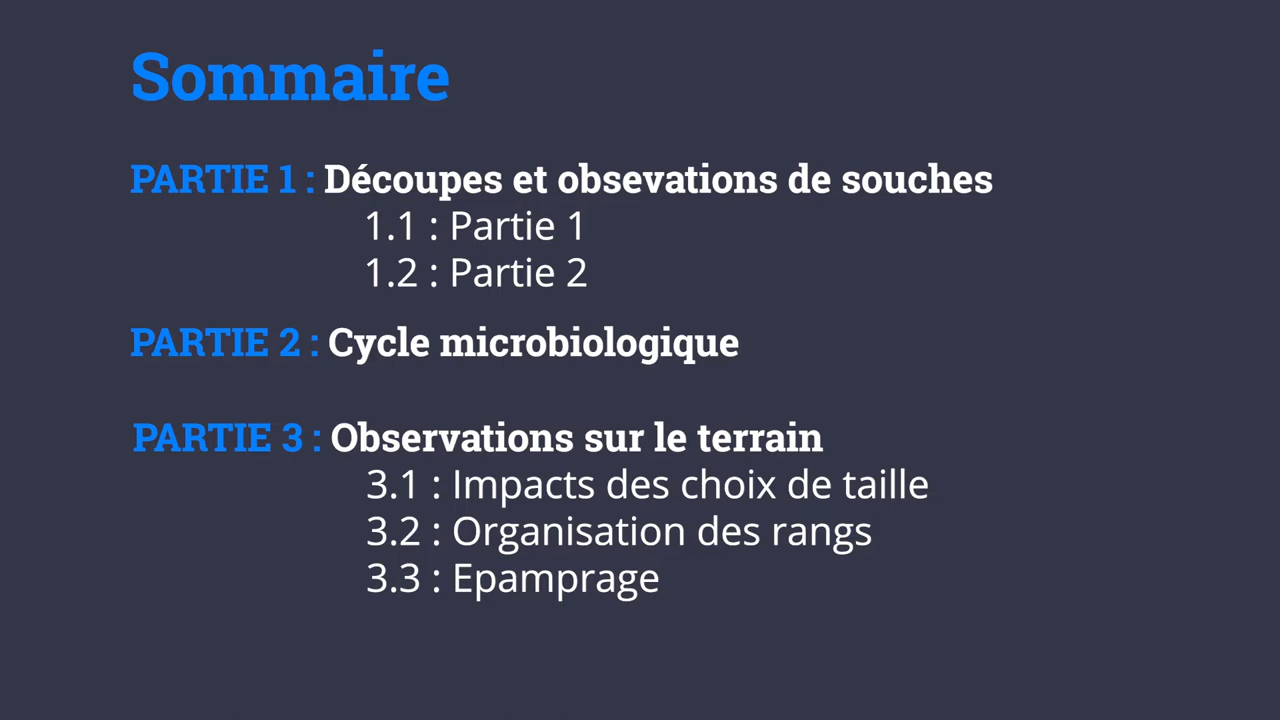 Sommaire
PARTIE 1 : Découpes et obsevations de souches
1.1 : Partie 1
1.2 : Partie 2
PARTIE 2 : Cycle microbiologique
PARTIE 3 : Observations sur le terrain
3.1 : Impacts des choix de taille
3.2 : Organisation des rangs
3.3 : Epamprage